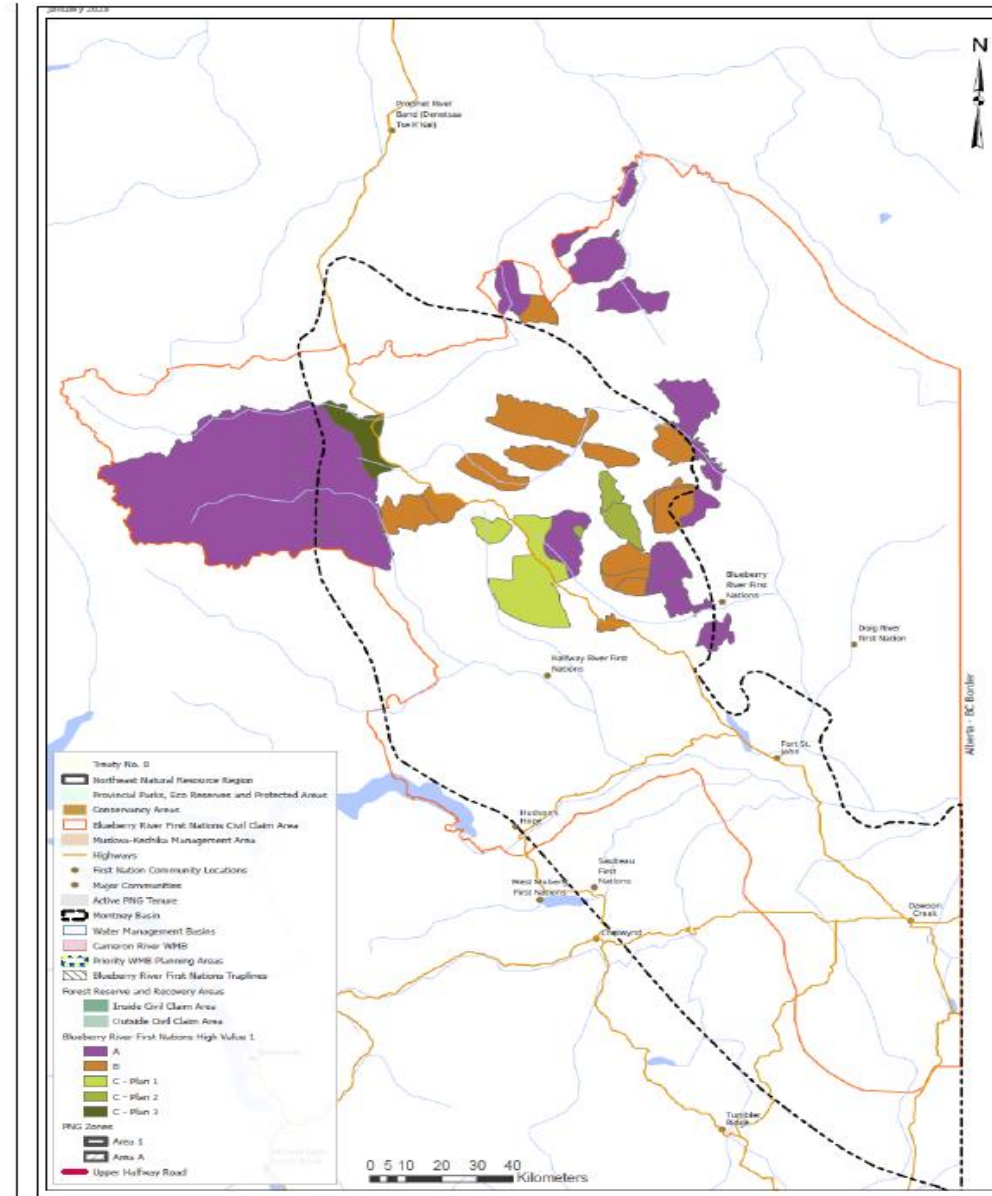 January 2023
N
Prophet River
Band (Denetsaa
Tse K'Nai)
Blueberry
River First
Nations
Doig River
First Nation
Halfway River First
Nations
Alberta - BC Border
Fort St.
John
Hudson's
Hope
Saulteau
First
Nations
West Moberly
First Nations
Dawson
Creek
Chetwynd
Tumbler
Ridge
Treaty No. 8
Northeast Natural Resource Region
Provincial Parks, Eco Reserves and Protected Areas
Conservancy Areas
Blueberry River First Nations Civil Claim Area
Muskwa-Kechika Management Area
Highways
First Nation Community Locations
Major Communities
Active PNG Tenure
Montney Basin
Water Management Basins
Cameron River WMB
Priority WMB Planning Areas
Blueberry River First Nations Traplines
Forest Reserve and Recovery Areas
Inside Civil Claim Area
Outside Civil Claim Area
Blueberry River First Nations High Value 1
A
B
C - Plan 1
C - Plan 2
C - Plan 3
PNG Zones
Area 1
Area A
Upper Halfway Road
0 5 10 20 30 40
Kilometers